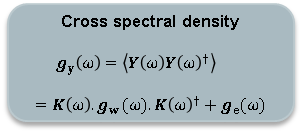 Cross spectral density
g_y(ω) = ⟨Y(ω)Y(ω)†⟩
= K(ω). g_w(ω). K(ω)† + g_e(ω)